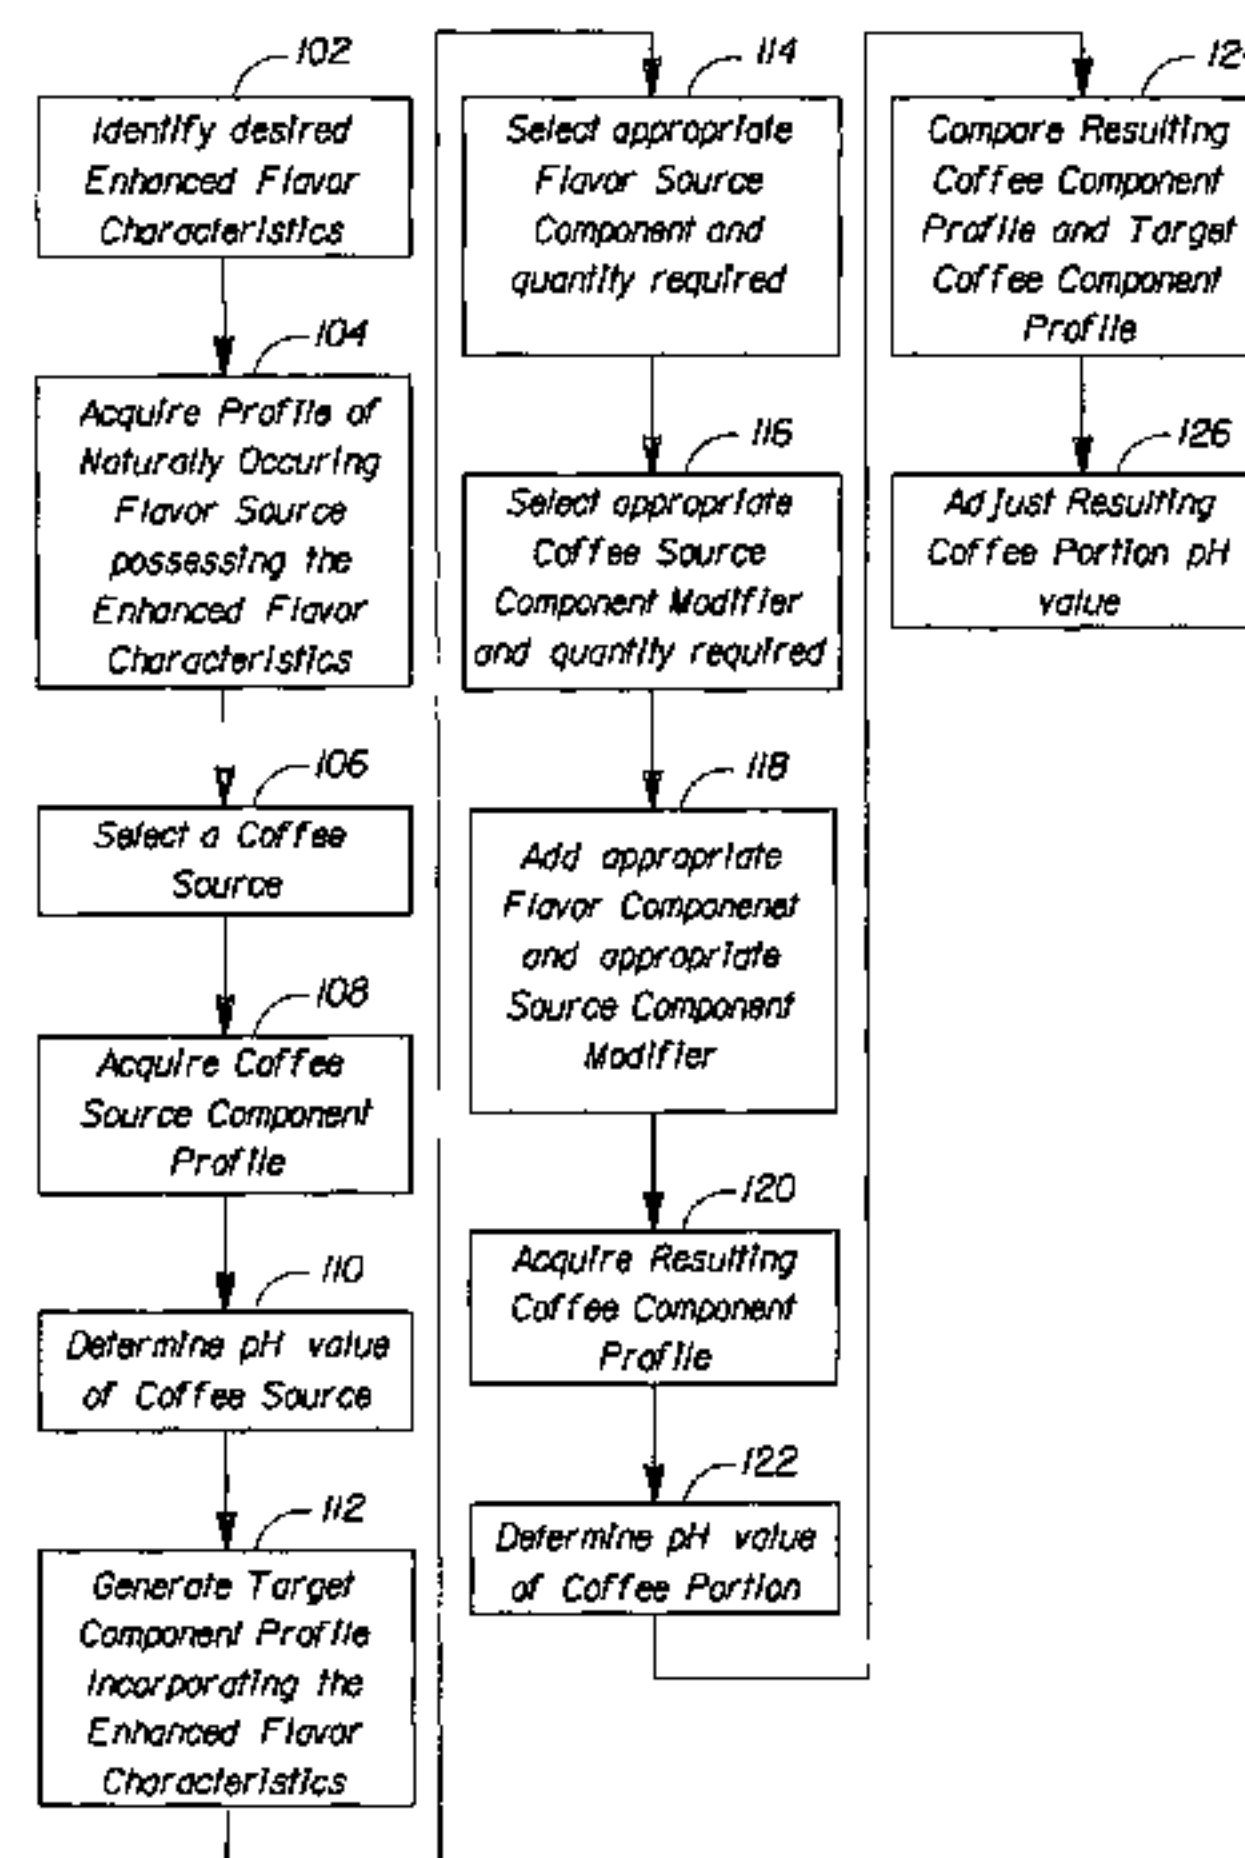 102
Identify desired
Enhanced Flavor
Characteristics
104
Acquire Profile of
Naturally Occuring
Flavor Source
possessing the
Enhanced Flavor
Characteristics
106
Select a Coffee
Source
108
Acquire Coffee
Source Component
Profile
110
Determine pH value
of Coffee Source
112
Generate Target
Component Profile
Incorporating the
Enhanced Flavor
Characteristics
114
Select appropriate
Flavor Source
Component and
quantity required
116
Select appropriate
Coffee Source
Component Modifier
and quantity required
118
Add appropriate
Flavor Componenet
and appropriate
Source Component
Modifier
120
Acquire Resulting
Coffee Component
Profile
122
Determine pH value
of Coffee Portion
Compare Resulting
Coffee Component
Profile and Target
Coffee Component
Profile
126
Adjust Resulting
Coffee Portion pH
value